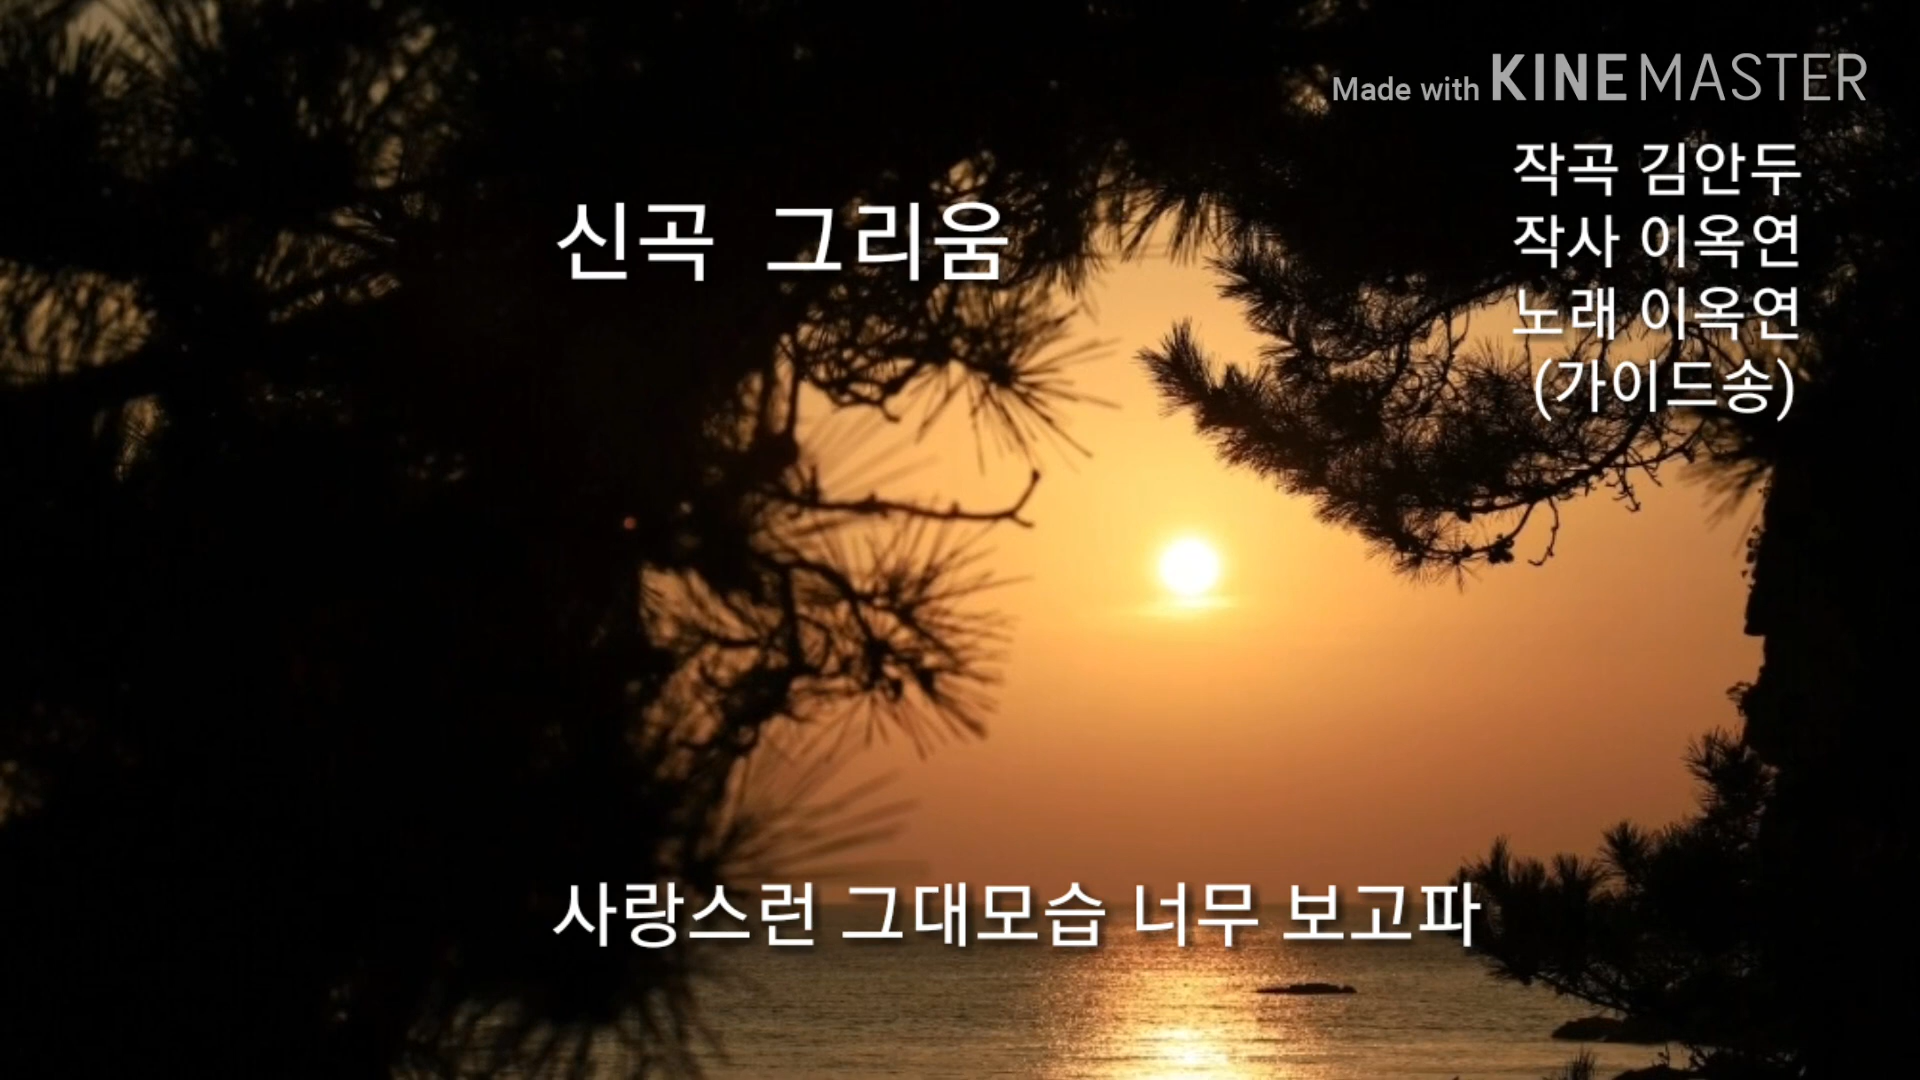 Made with KINEMASTER
작곡 김안두
신곡 그리움
작사 이옥연
노래 이옥연
(가이드송)
사랑스런 그대모습 너무 보고파